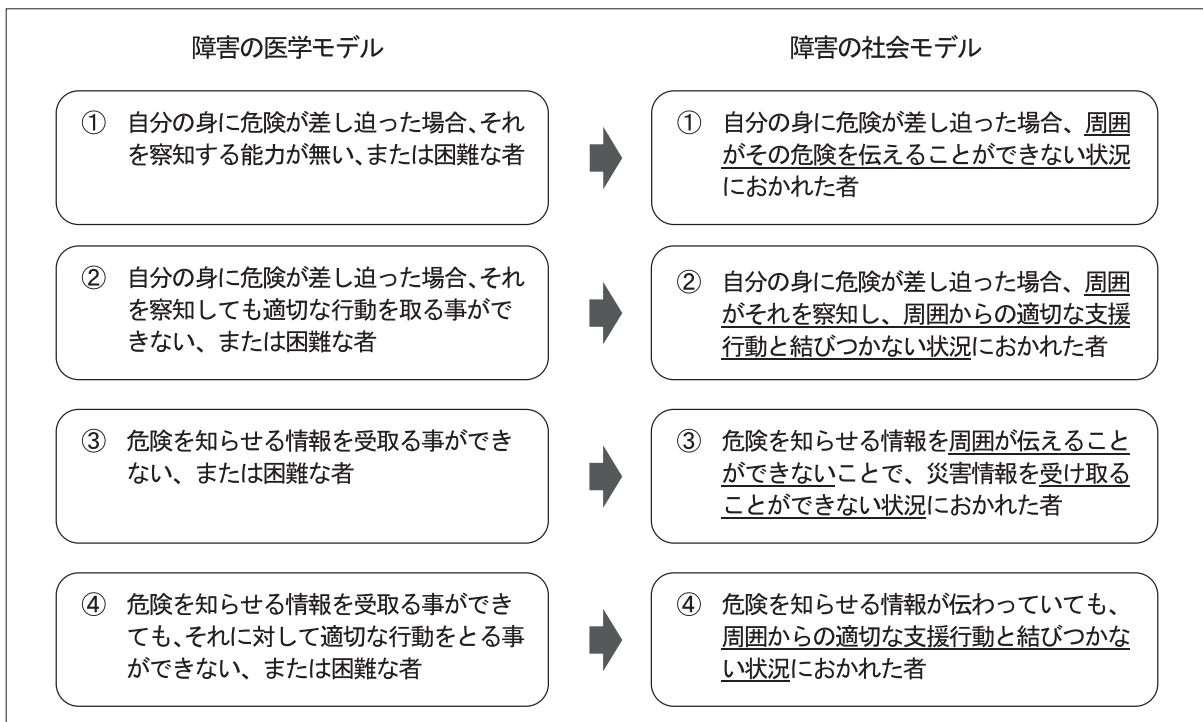 障害の医学モデル
障害の社会モデル
① 自分の身に危険が差し迫った場合、それ
を察知する能力が無い、または困難な者
① 自分の身に危険が差し迫った場合、周囲
がその危険を伝えることができない状況
におかれた者
② 自分の身に危険が差し迫った場合、それ
を察知しても適切な行動を取る事がで
きない、または困難な者
② 自分の身に危険が差し迫った場合、周囲
がそれを察知し、周囲からの適切な支援
行動と結びつかない状況におかれた者
③ 危険を知らせる情報を受取る事ができ
ない、または困難な者
③ 危険を知らせる情報を周囲が伝えること
ができないことで、災害情報を受け取る
ことができない状況におかれた者
④ 危険を知らせる情報を受取る事ができ
ても、それに対して適切な行動をとる事
ができない、または困難な者
④ 危険を知らせる情報が伝わっていても、
周囲からの適切な支援行動と結びつかな
い状況におかれた者